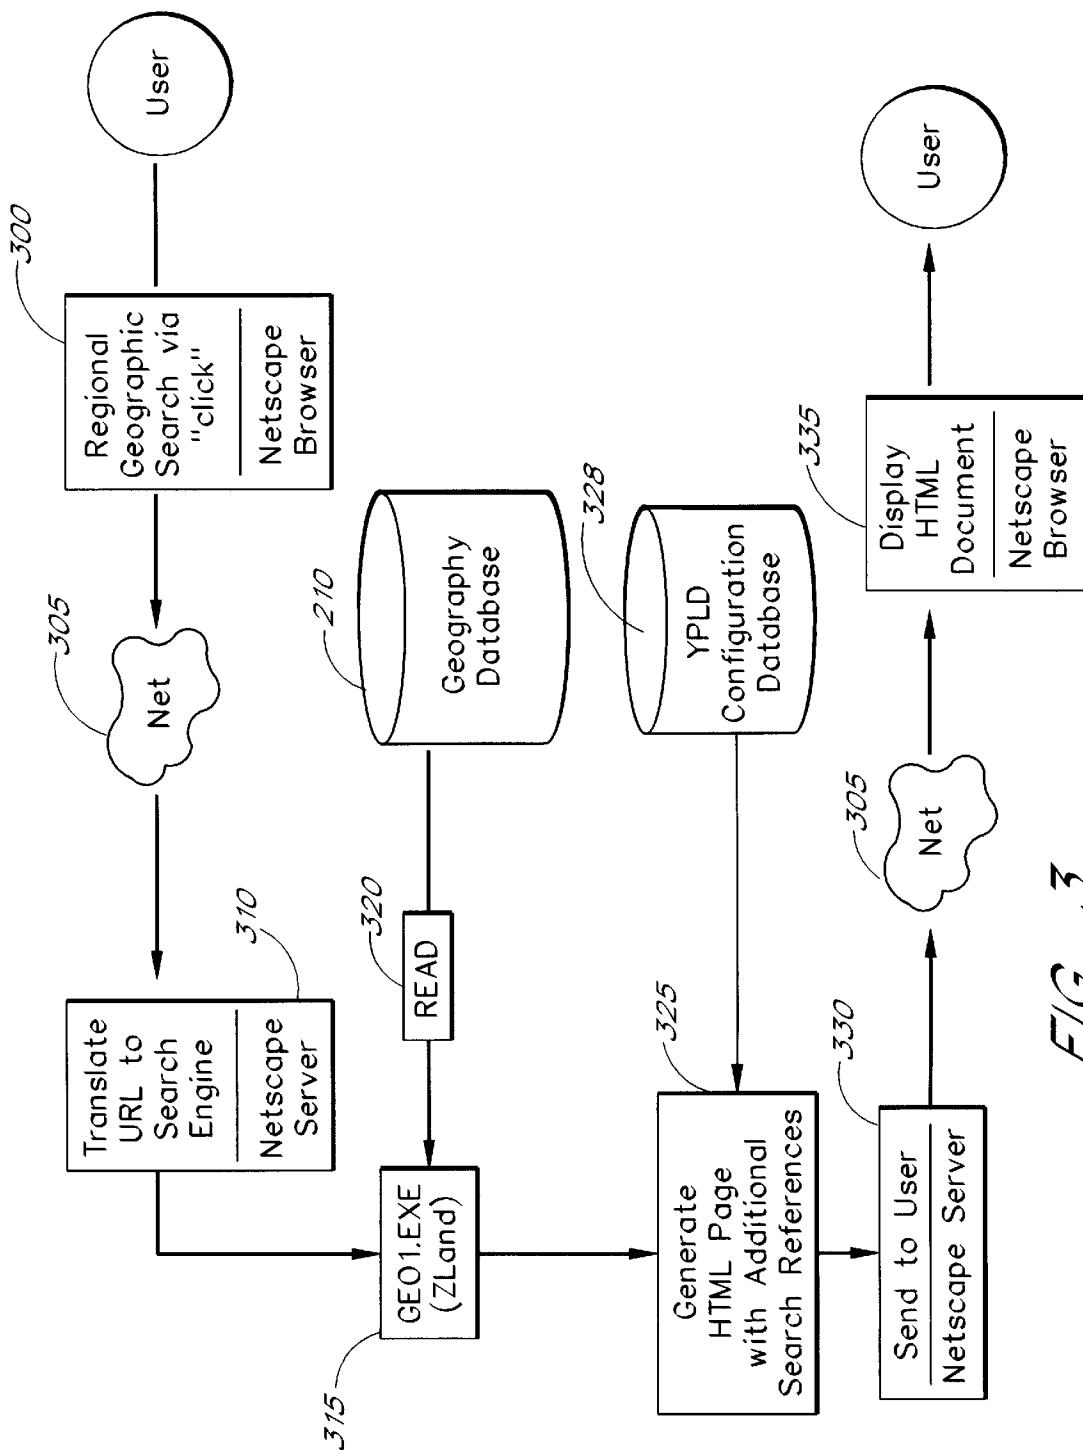 User
300
Regional
Geographic
Search via
"click"
Netscape
Browser
305
Net
310
Translate
URL to
Search
Engine
Netscape
Server
315
GEO1.EXE
(ZLand)
320
READ
210
Geography
Database
328
YPLD
Configuration
Database
325
Generate
HTML Page
with Additional
Search References
330
Send to User
Netscape Server
305
Net
335
Display
HTML
Document
Netscape
Browser
User
FIG. 3